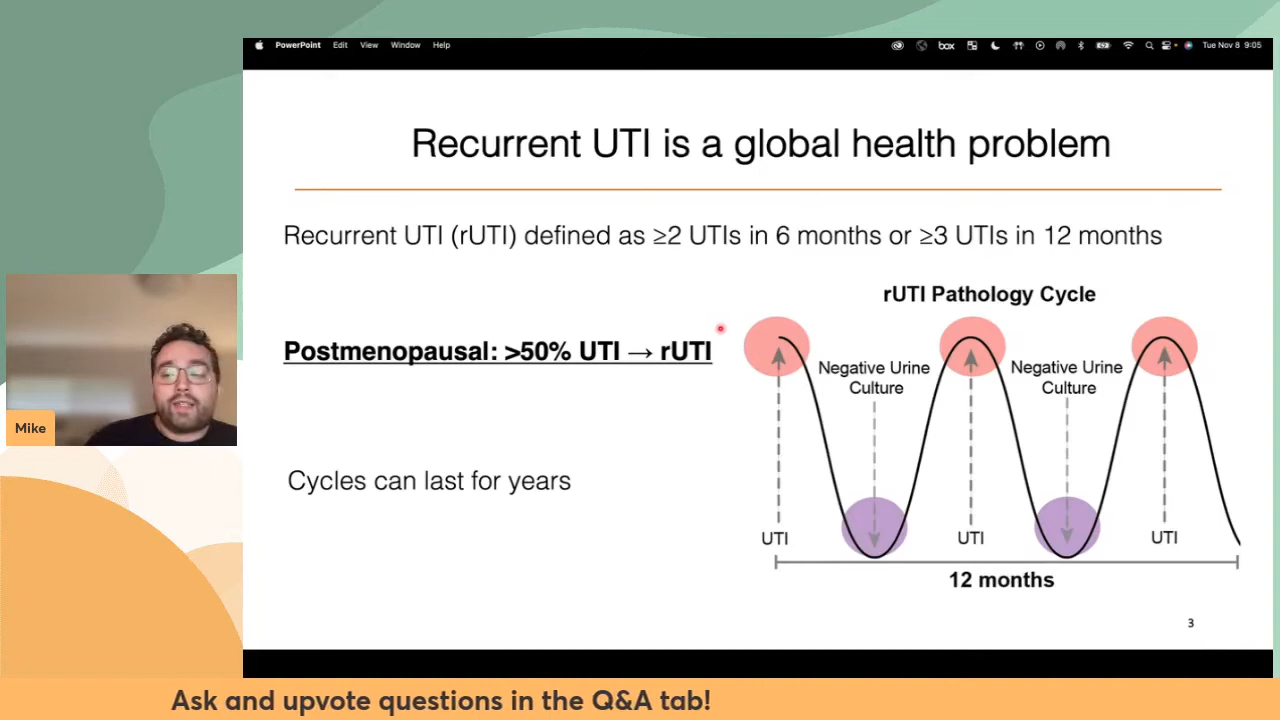 PowerPoint Edit View Window Help
box
Tue Nov 8 9:05
Recurrent UTI is a global health problem
Recurrent UTI (rUTI) defined as ≥2 UTIs in 6 months or ≥3 UTIs in 12 months
rUTI Pathology Cycle
Postmenopausal: >50% UTI → rUTI
Negative Urine
Culture
Negative Urine
Culture
Mike
Cycles can last for years
UTI
UTI
UTI
12 months
3
Ask and upvote questions in the Q&A tab!